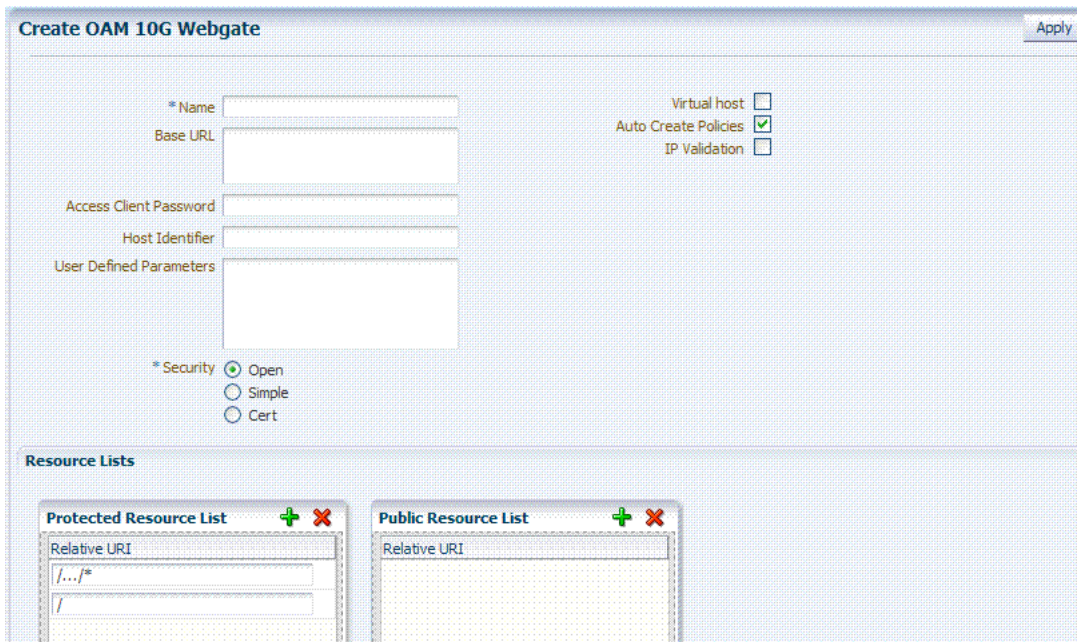 Create OAM 10G Webgate
Apply
* Name
Base URL
Access Client Password
Host Identifier
User Defined Parameters
* Security
Open
Simple
Cert
Virtual host
Auto Create Policies
IP Validation
Resource Lists
Protected Resource List
Relative URI
/.../*
/
Public Resource List
Relative URI